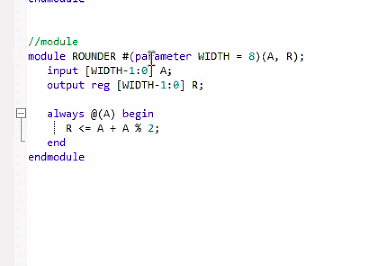 //module
module ROUNDER #(parameter WIDTH = 8)(A, R);
input [WIDTH-1:0] A;
output reg [WIDTH-1:0] R;
always @(A) begin
R <= A + A % 2;
end
endmodule